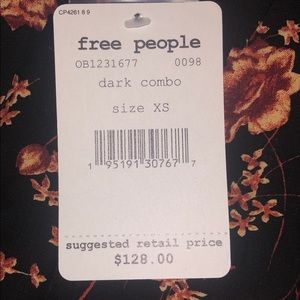 CP4261 8 9
free people
OB1231677 0098
dark combo
size XS
1 95191 30767 7
suggested retail price
$128.00